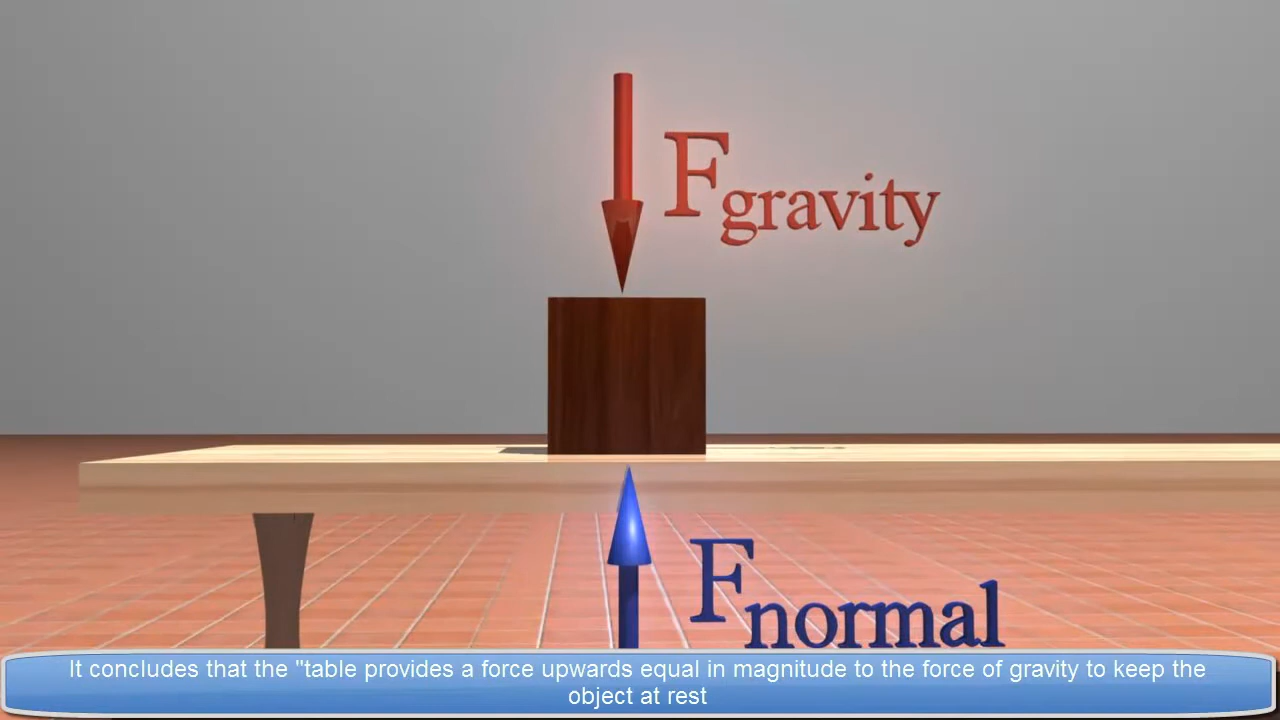 Fgravity
Fnormal
It concludes that the "table provides a force upwards equal in magnitude to the force of gravity to keep the
object at rest